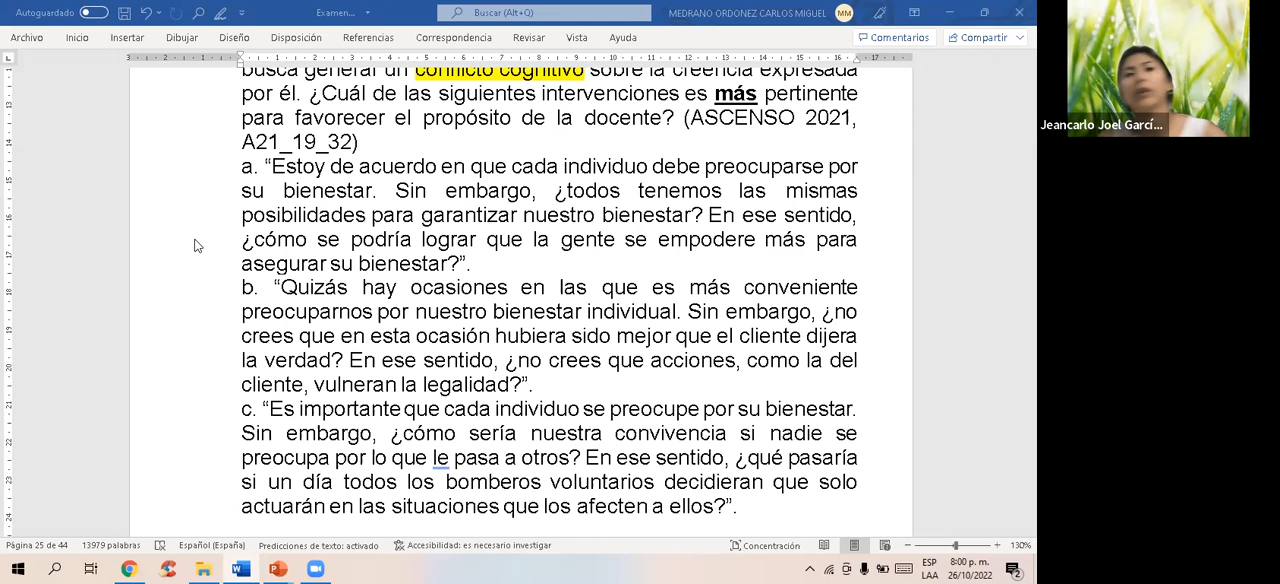 Autoguardado
Examen...
Buscar (Alt+Q)
MEDRANO ORDONEZ CARLOS MIGUEL
MM
Archivo Inicio Insertar Dibujar Diseño Disposición Referencias Correspondencia Revisar Vista Ayuda
Comentarios
Compartir
busca generar un conflicto cognitivo sobre la creencia expresada
por él. ¿Cuál de las siguientes intervenciones es más pertinente
para favorecer el propósito de la docente? (ASCENSO 2021,
A21_19_32)
a. “Estoy de acuerdo en que cada individuo debe preocuparse por
su bienestar. Sin embargo, ¿todos tenemos las mismas
posibilidades para garantizar nuestro bienestar? En ese sentido,
¿cómo se podría lograr que la gente se empodere más para
asegurar su bienestar?”.
b. “Quizás hay ocasiones en las que es más conveniente
preocuparnos por nuestro bienestar individual. Sin embargo, ¿no
crees que en esta ocasión hubiera sido mejor que el cliente dijera
la verdad? En ese sentido, ¿no crees que acciones, como la del
cliente, vulneran la legalidad?”.
c. “Es importante que cada individuo se preocupe por su bienestar.
Sin embargo, ¿cómo sería nuestra convivencia si nadie se
preocupa por lo que le pasa a otros? En ese sentido, ¿qué pasaría
si un día todos los bomberos voluntarios decidieran que solo
actuarán en las situaciones que los afecten a ellos?”.
Jeancarlo Joel Garcí...
Página 25 de 44 13979 palabras Español (España) Predicciones de texto: activado Accesibilidad: es necesario investigar Concentración 130%
ESP
LAA
8:00 p. m.
26/10/2022
2